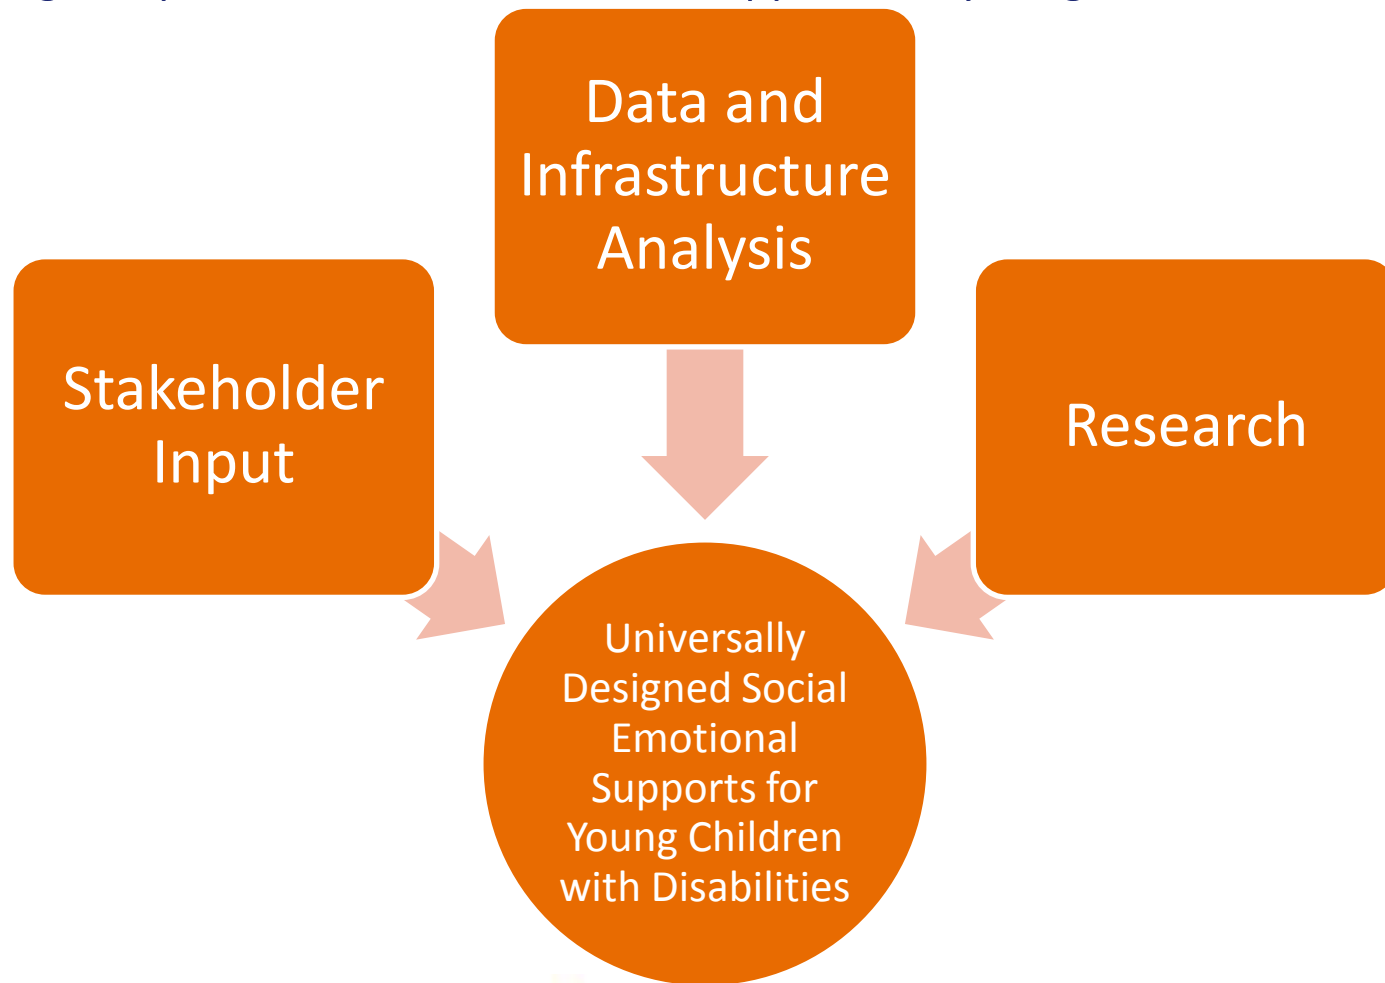 Data and
Infrastructure
Analysis
Stakeholder
Input
Research
Universally
Designed Social
Emotional
Supports for
Young Children
with Disabilities